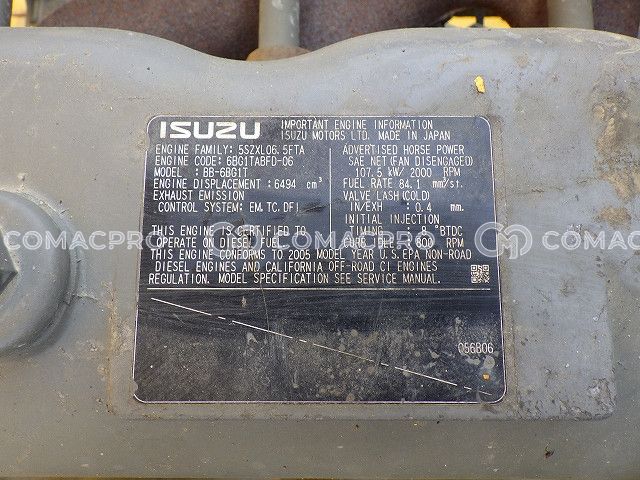 ISUZU
IMPORTANT ENGINE INFORMATION
ISUZU MOTORS LTD. MADE IN JAPAN
ENGINE FAMILY: 5SZXL06.5FTA
ENGINE CODE: 6BG1TABFD-06
MODEL : BB-6BG1T
ENGINE DISPLACEMENT: 6494 cm³
EXHAUST EMISSION
CONTROL SYSTEM: EM, TC, DFI
THIS ENGINE IS CERTIFIED TO
OPERATE ON DIESEL FUEL.
ADVERTISED HORSE POWER
SAE NET (FAN DISENGAGED)
107.5 kW/ 2000 RPM
FUEL RATE 84.1 mm³/st.
VALVE LASH (COLD)
IN/EXH : 0.4 mm.
INITIAL INJECTION
TIMING : 8 °BTDC
CURB IDLE : 800 RPM
THIS ENGINE CONFORMS TO 2005 MODEL YEAR U.S. EPA NON-ROAD
DIESEL ENGINES AND CALIFORNIA OFF-ROAD CI ENGINES
REGULATION. MODEL SPECIFICATION SEE SERVICE MANUAL.
056B06
COMACPRO COMACPRO COMACPRO